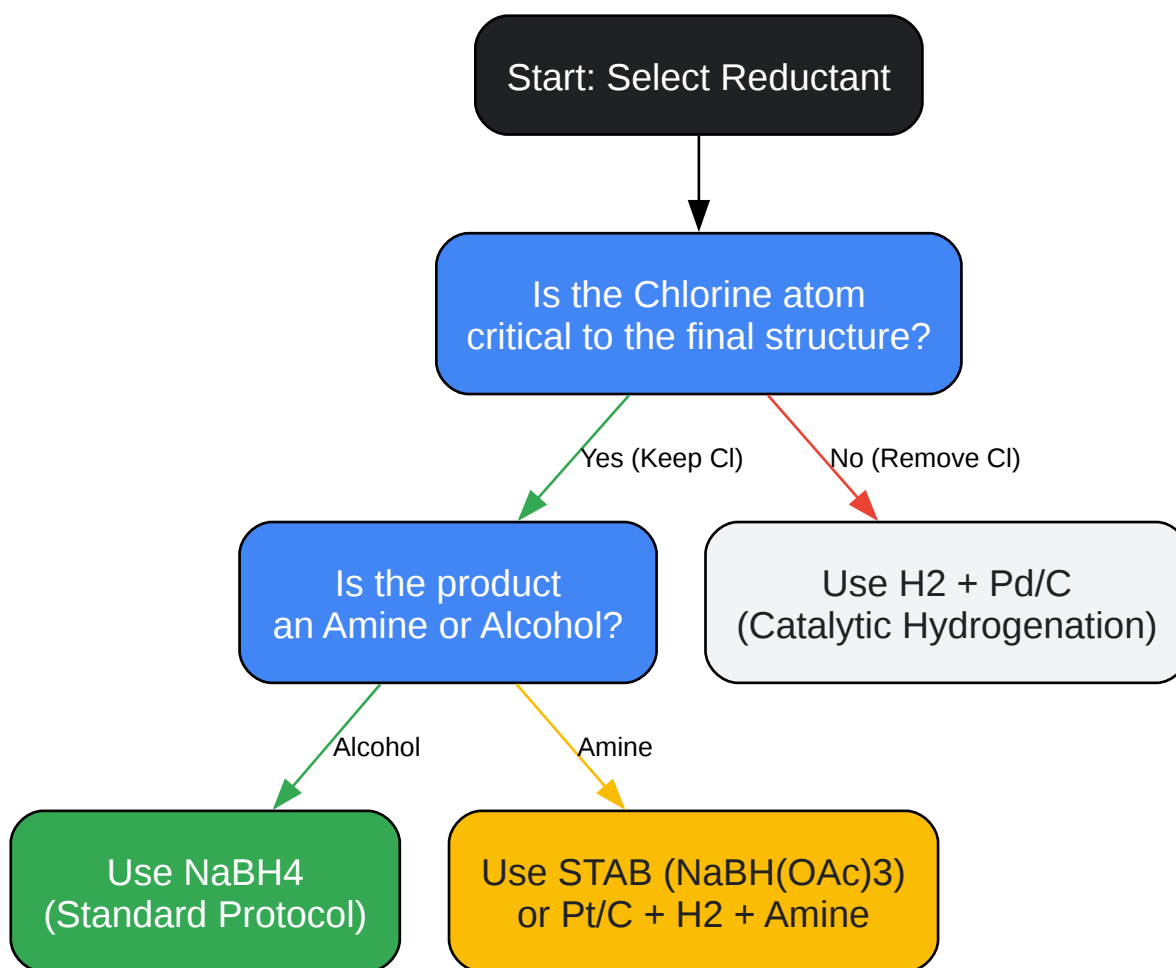 Start: Select Reductant
Is the Chlorine atom
critical to the final structure?
Yes (Keep Cl)
No (Remove Cl)
Is the product
an Amine or Alcohol?
Use H2 + Pd/C
(Catalytic Hydrogenation)
Alcohol
Amine
Use NaBH4
(Standard Protocol)
Use STAB (NaBH(OAc)3)
or Pt/C + H2 + Amine